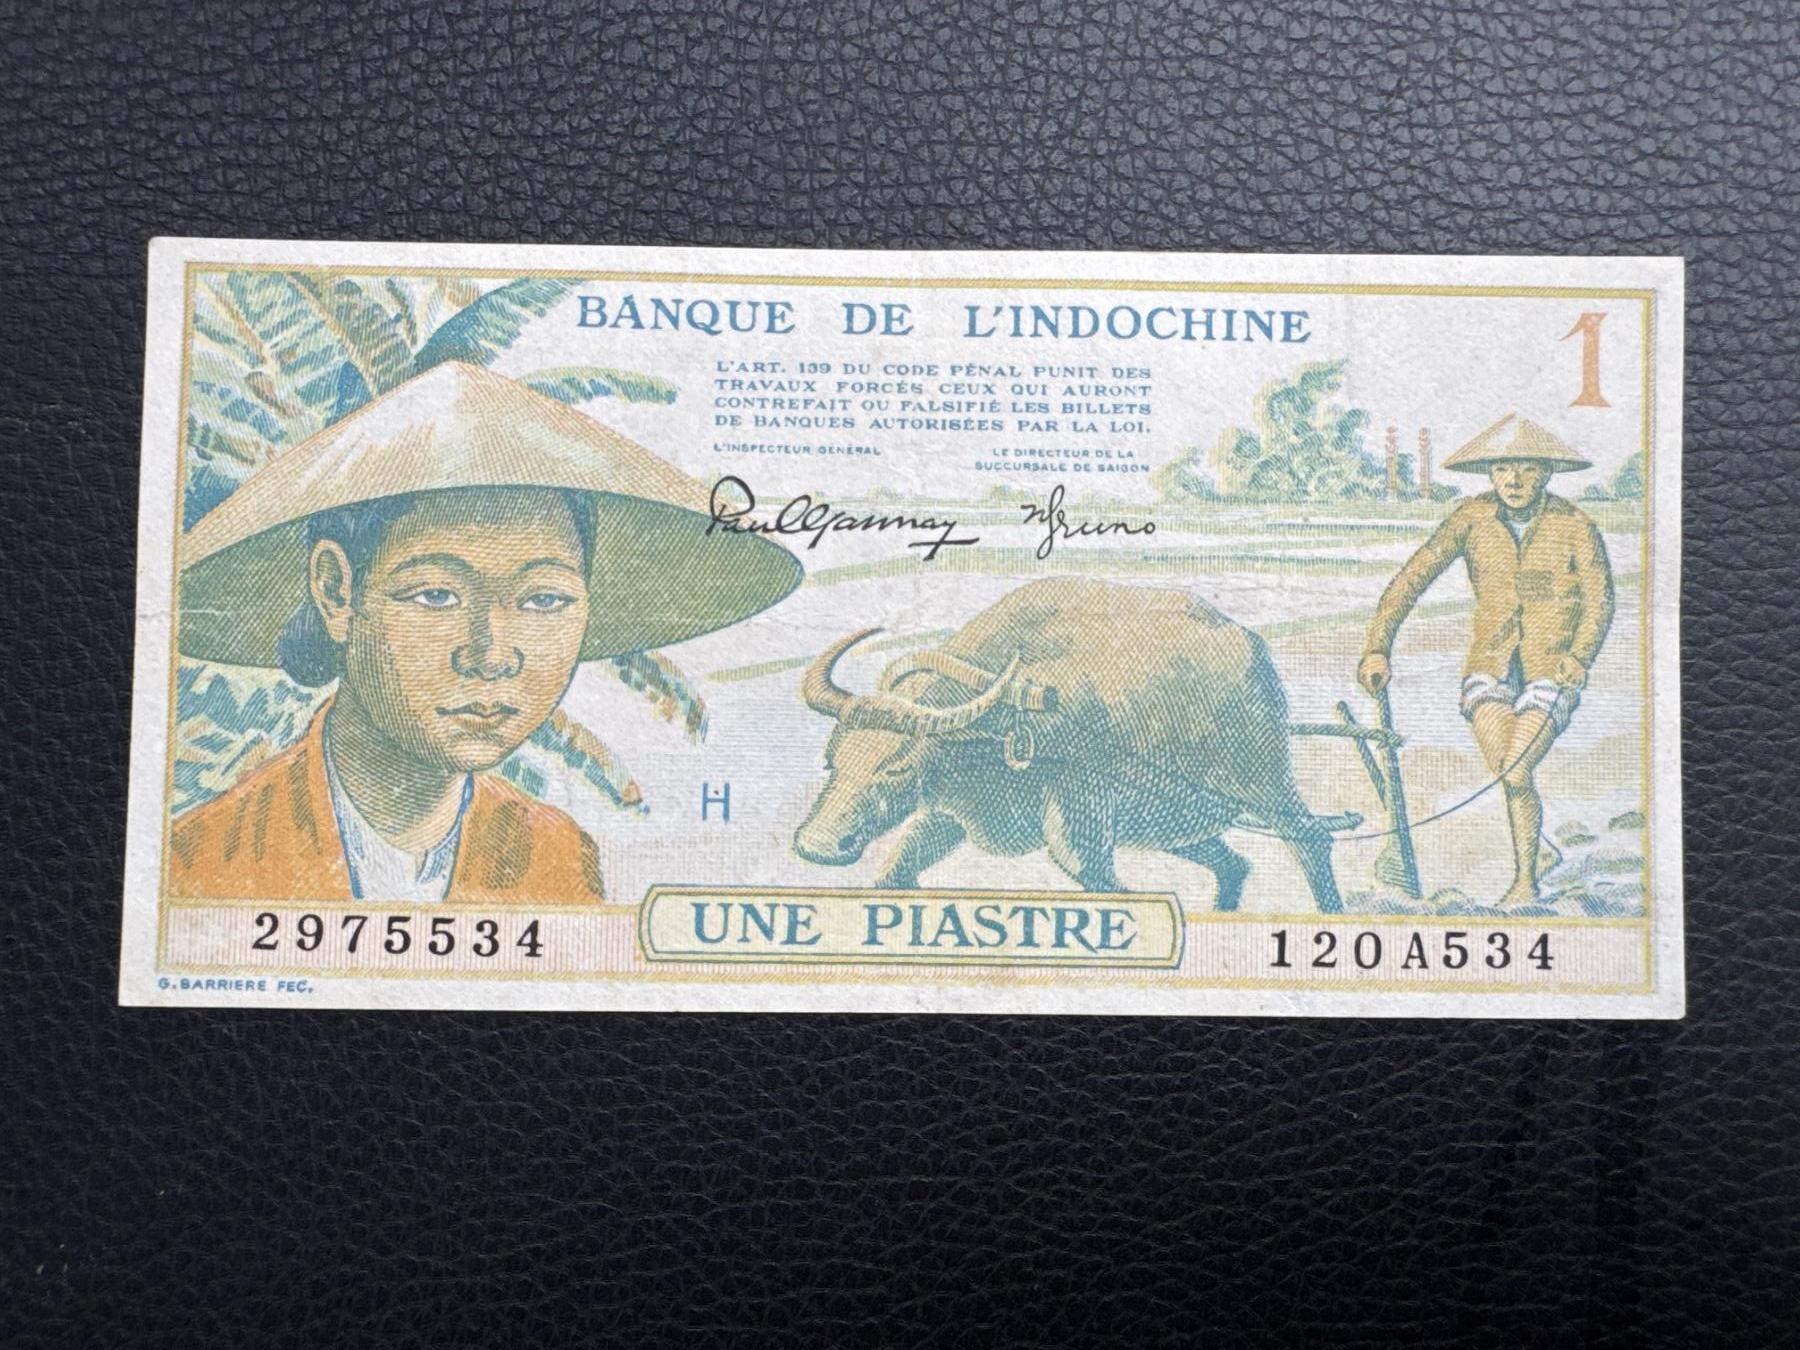 BANQUE DE L'INDOCHINE
1
L'ART. 139 DU CODE PÉNAL PUNIT DES
TRAVAUX FORCÉS CEUX QUI AURONT
CONTREFAIT OU FALSIFIÉ LES BILLETS
DE BANQUES AUTORISÉES PAR LA LOI.
L'INSPECTEUR GÉNÉRAL
LE DIRECTEUR DE LA
SUCCURSALE DE SAIGON
Paul Gannay
H
2975534
UNE PIASTRE
120A534
G. BARRIERE FEC.